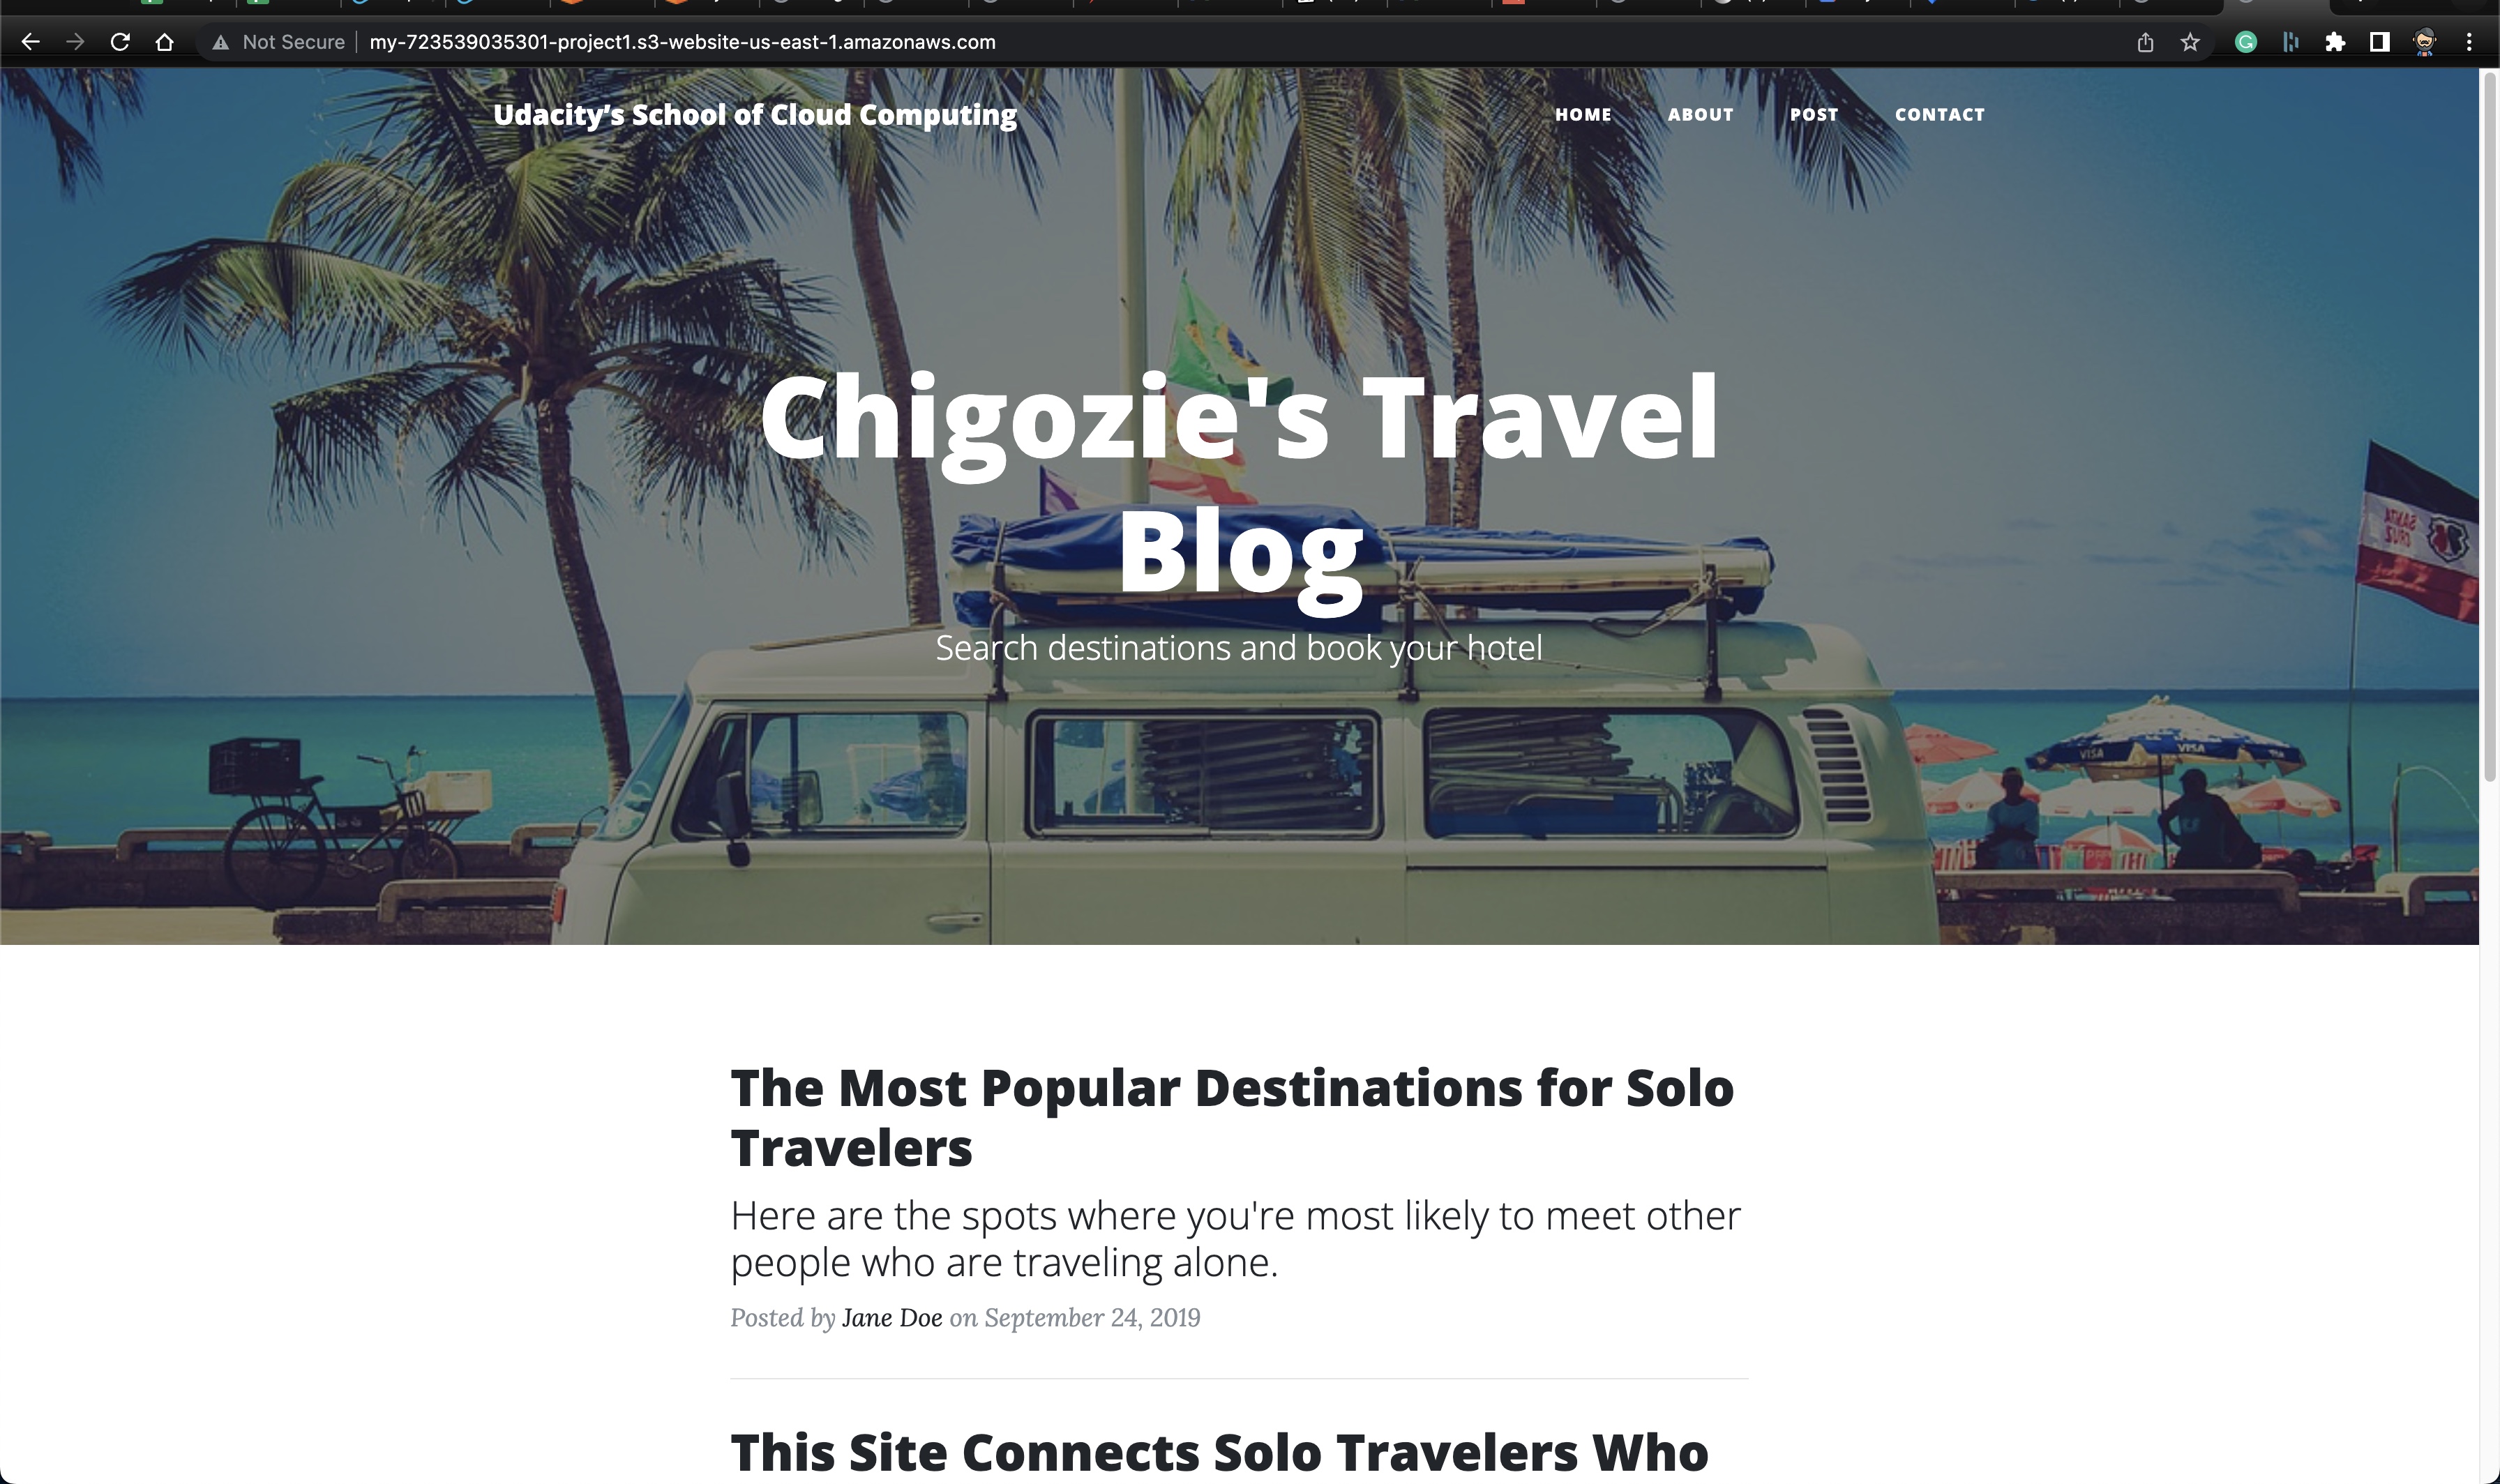 Not Secure my-723539035301-project1.s3-website-us-east-1.amazonaws.com
Udacity’s School of Cloud Computing HOME ABOUT POST CONTACT
Chigozie's Travel
Blog
Search destinations and book your hotel
VISA VISA
The Most Popular Destinations for Solo
Travelers
Here are the spots where you're most likely to meet other
people who are traveling alone.
Posted by Jane Doe on September 24, 2019
This Site Connects Solo Travelers Who